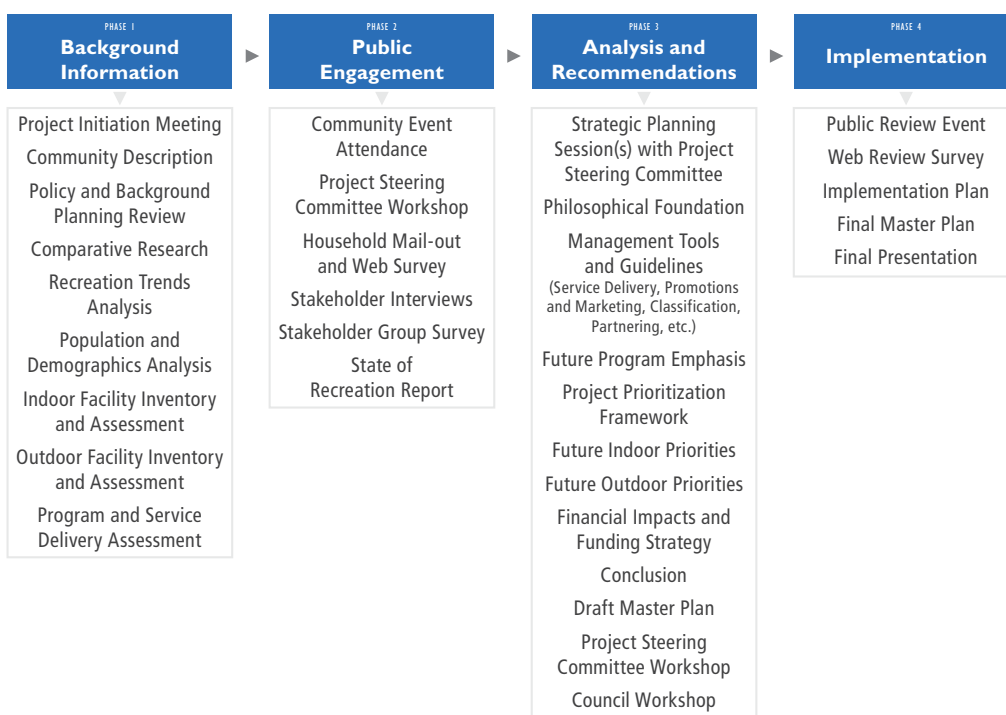 PHASE 1
Background
Information
Project Initiation Meeting
Community Description
Policy and Background
Planning Review
Comparative Research
Recreation Trends
Analysis
Population and
Demographics Analysis
Indoor Facility Inventory
and Assessment
Outdoor Facility Inventory
and Assessment
Program and Service
Delivery Assessment
PHASE 2
Public
Engagement
Community Event
Attendance
Project Steering
Committee Workshop
Household Mail-out
and Web Survey
Stakeholder Interviews
Stakeholder Group Survey
State of
Recreation Report
PHASE 3
Analysis and
Recommendations
Strategic Planning
Session(s) with Project
Steering Committee
Philosophical Foundation
Management Tools
and Guidelines
(Service Delivery, Promotions
and Marketing, Classification,
Partnering, etc.)
Future Program Emphasis
Project Prioritization
Framework
Future Indoor Priorities
Future Outdoor Priorities
Financial Impacts and
Funding Strategy
Conclusion
Draft Master Plan
Project Steering
Committee Workshop
Council Workshop
PHASE 4
Implementation
Public Review Event
Web Review Survey
Implementation Plan
Final Master Plan
Final Presentation